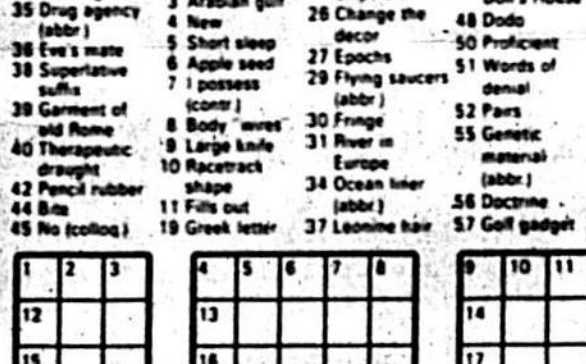 35 Drug agency
(abbr.)
36 Eve's mate
38 Superlative
suffix
39 Garment of
old Rome
40 Therapeutic
draught
42 Pencil rubber
44 Bite
45 No (colloq.)
3 Arabian gulf
4 New
5 Short sleep
6 Apple seed
7 I possess
(contr.)
8 Body "wires"
9 Large knife
10 Racetrack
shape
11 Fills out
19 Greek letter
26 Change the
decor
27 Epochs
29 Flying saucers
(abbr.)
30 Fringe
31 River in
Europe
34 Ocean liner
(abbr.)
37 Leonine hair
Doll's House
48 Dodo
50 Proficient
51 Words of
denial
52 Pairs
55 Genetic
material
(abbr.)
56 Doctrine
57 Golf gadget
1 2 3 4 5 6 7 8 9 10 11
12 13 14
15 16 17